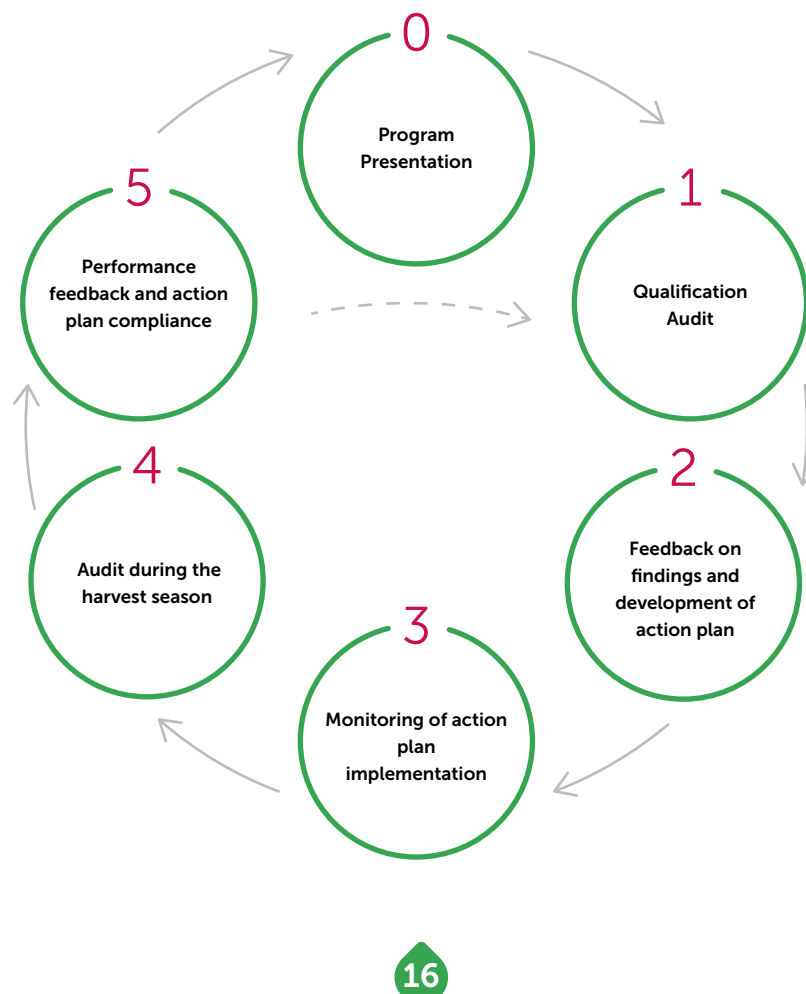 0
Program
Presentation
1
Qualification
Audit
2
Feedback on
findings and
development of
action plan
3
Monitoring of action
plan
implementation
4
Audit during the
harvest season
5
Performance
feedback and action
plan compliance
16